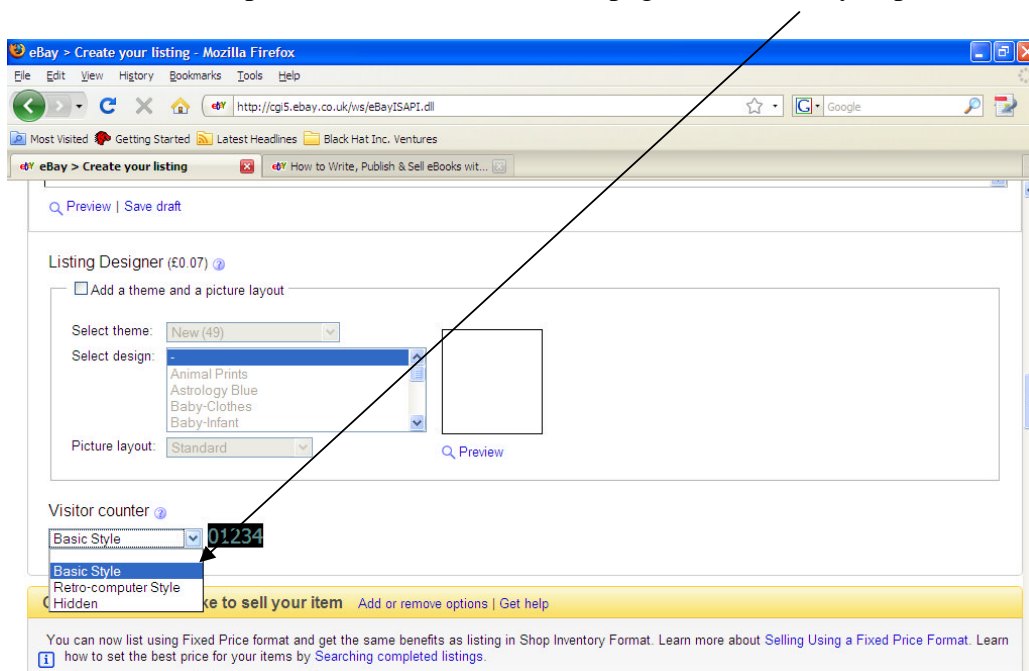 eBay > Create your listing - Mozilla Firefox
File Edit View History Bookmarks Tools Help
http://cgi5.ebay.co.uk/ws/eBayISAPI.dll Google
Most Visited Getting Started Latest Headlines Black Hat Inc. Ventures
eBay > Create your listing How to Write, Publish & Sell eBooks wit...
Preview | Save draft
Listing Designer (£0.07)
Add a theme and a picture layout
Select theme: New (49)
Select design: -
Animal Prints
Astrology Blue
Baby-Clothes
Baby-Infant
Picture layout: Standard
Preview
Visitor counter
Basic Style 01234
Basic Style
Retro-computer Style
Hidden
to sell your item Add or remove options | Get help
You can now list using Fixed Price format and get the same benefits as listing in Shop Inventory Format. Learn more about Selling Using a Fixed Price Format. Learn
how to set the best price for your items by Searching completed listings.